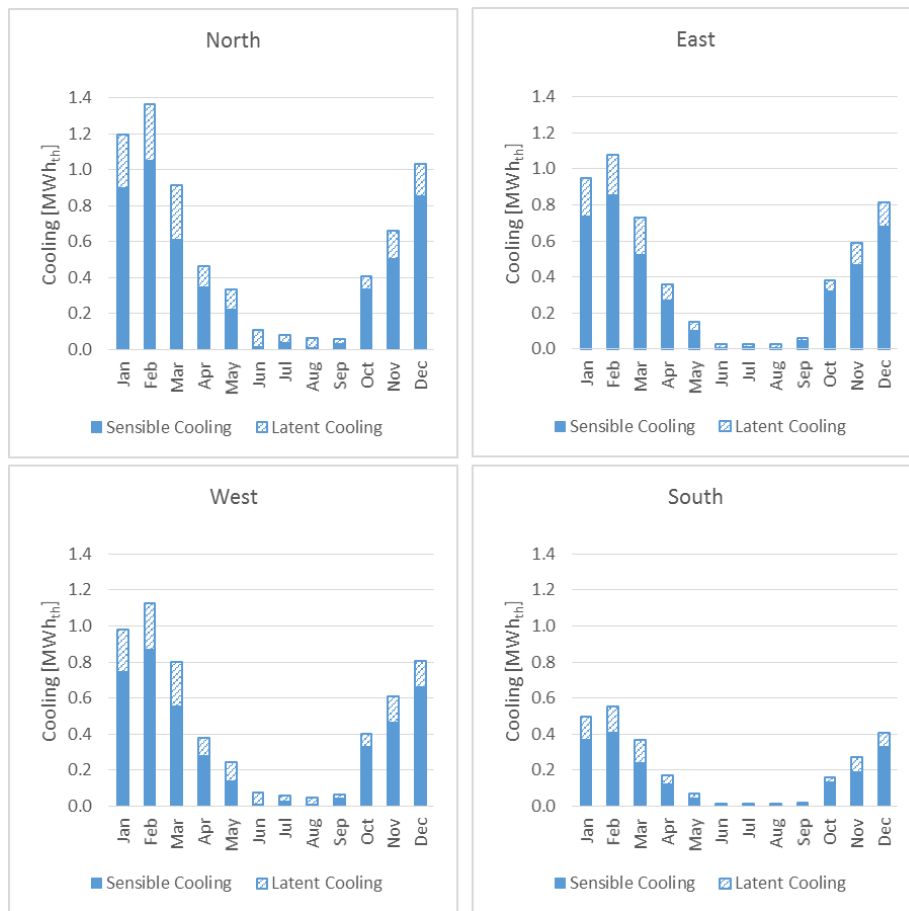 North
Cooling [MWhth]
1.4
1.2
1.0
0.8
0.6
0.4
0.2
0.0
Jan Feb Mar Apr May Jun Jul Aug Sep Oct Nov Dec
Sensible Cooling Latent Cooling
East
Cooling [MWhth]
1.4
1.2
1.0
0.8
0.6
0.4
0.2
0.0
Jan Feb Mar Apr May Jun Jul Aug Sep Oct Nov Dec
Sensible Cooling Latent Cooling
West
Cooling [MWhth]
1.4
1.2
1.0
0.8
0.6
0.4
0.2
0.0
Jan Feb Mar Apr May Jun Jul Aug Sep Oct Nov Dec
Sensible Cooling Latent Cooling
South
Cooling [MWhth]
1.4
1.2
1.0
0.8
0.6
0.4
0.2
0.0
Jan Feb Mar Apr May Jun Jul Aug Sep Oct Nov Dec
Sensible Cooling Latent Cooling